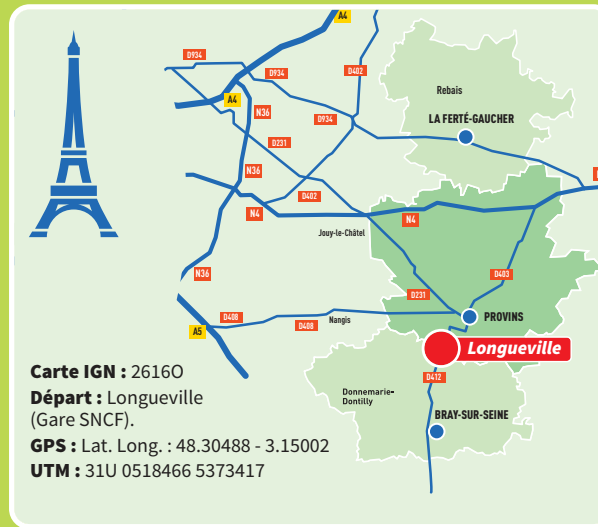 A4
D934
D934
D402
A4
N36
D934
Rebais
LA FERTÉ-GAUCHER
D231
N36
D402
N4
N4
Jouy-le-Châtel
N36
D403
D231
A5
D408
D408
Nangis
PROVINS
Longueville
D412
Donnemarie-
Dontilly
BRAY-SUR-SEINE
Carte IGN : 2616O
Départ : Longueville
(Gare SNCF).
GPS : Lat. Long. : 48.30488 - 3.15002
UTM : 31U 0518466 5373417